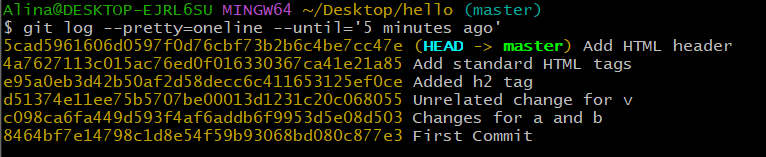 Alina@DESKTOP-EJRL6SU MINGW64 ~/Desktop/hello (master)
$ git log --pretty=oneline --until='5 minutes ago'
5cad5961606d0597f0d76cbf73b2b6c4be7cc47e (HEAD -> master) Add HTML header
4a7627113c015ac76ed0f016330367ca41e21a85 Add standard HTML tags
e95a0eb3d42b50af2d58decc6c411653125ef0ce Added h2 tag
d51374e11ee75b5707be00013d1231c20c068055 Unrelated change for v
c098ca6fa449d593f4af6addb6f9953d5e08d503 Changes for a and b
8464bf7e14798c1d8e54f59b93068bd080c877e3 First Commit